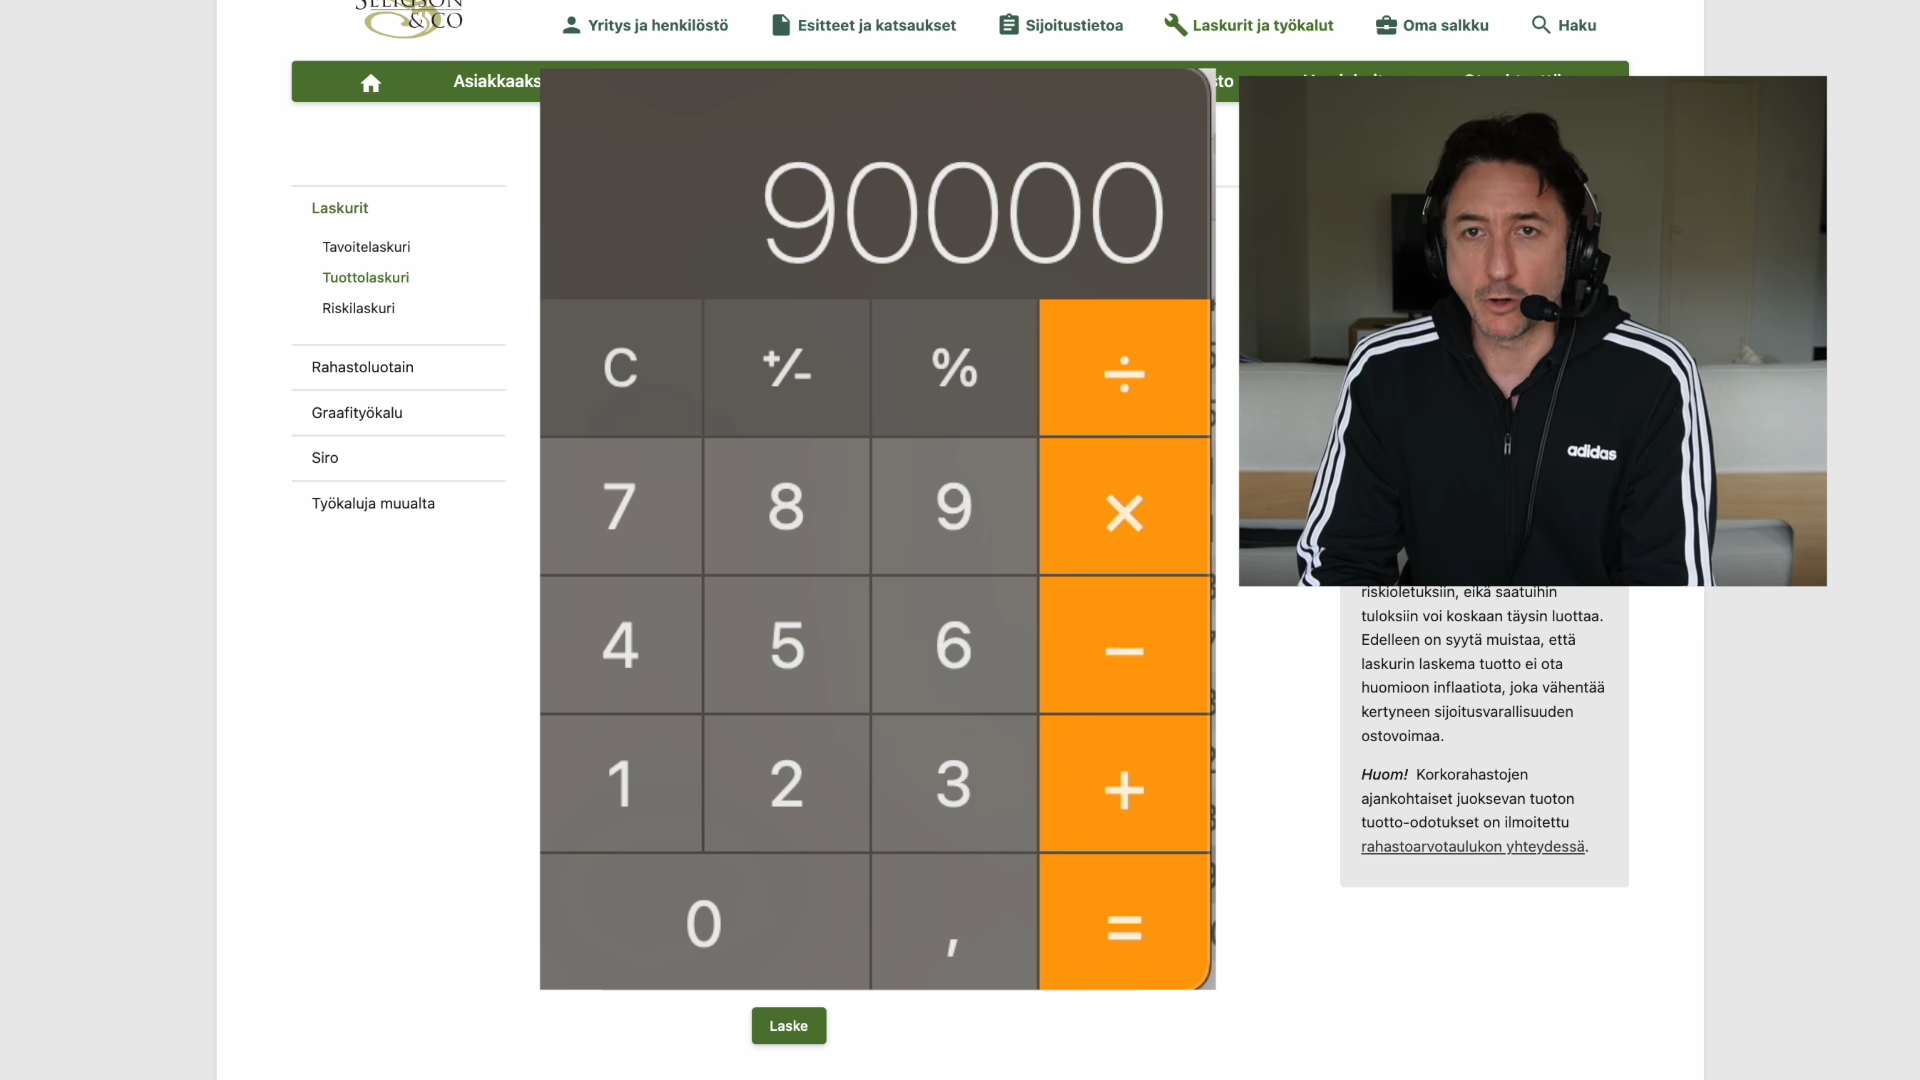 SELIGSON
& CO
Yritys ja henkilöstö
Esitteet ja katsaukset
Sijoitustietoa
Laskurit ja työkalut
Oma salkku
Haku
Asiakkaaks
sto
Laskurit
Tavoitelaskuri
Tuottolaskuri
Riskilaskuri
Rahastoluotain
Graafityökalu
Siro
Työkaluja muualta
90000
C +/- % ÷
7 8 9 ×
4 5 6 −
1 2 3 +
0 , =
adidas
riskioletuksiin, eikä saatuihin
tuloksiin voi koskaan täysin luottaa.
Edelleen on syytä muistaa, että
laskurin laskema tuotto ei ota
huomioon inflaatiota, joka vähentää
kertyneen sijoitusvarallisuuden
ostovoimaa.
Huom! Korkorahastojen
ajankohtaiset juoksevan tuoton
tuotto-odotukset on ilmoitettu
rahastoarvotaulukon yhteydessä.
Laske